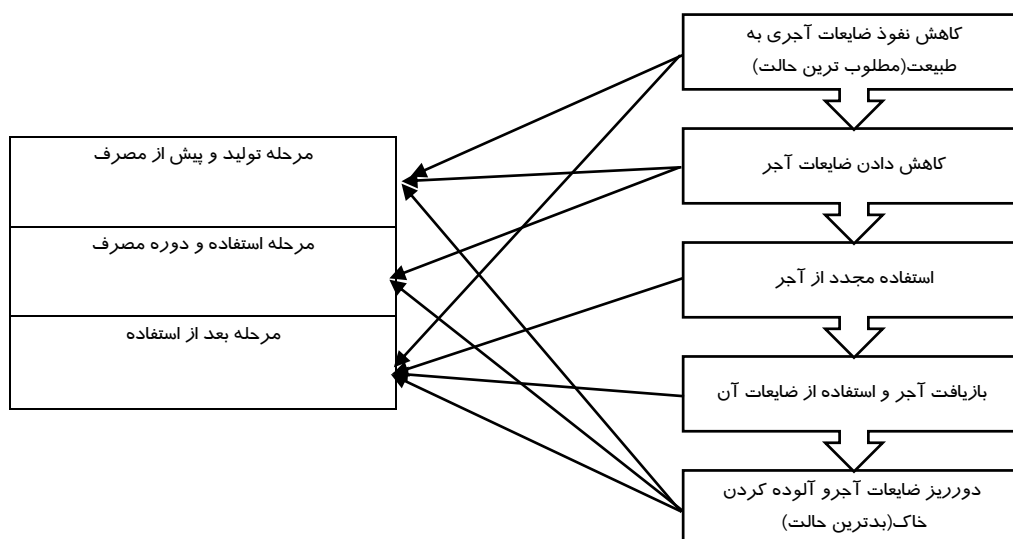 کاهش نفوذ ضایعات آجری به
طبیعت(مطلوب ترین حالت)
کاهش دادن ضایعات آجر
استفاده مجدد از آجر
بازیافت آجر و استفاده از ضایعات آن
دورریز ضایعات آجرو آلوده کردن
خاک(بدترین حالت)
مرحله تولید و پیش از مصرف
مرحله استفاده و دوره مصرف
مرحله بعد از استفاده